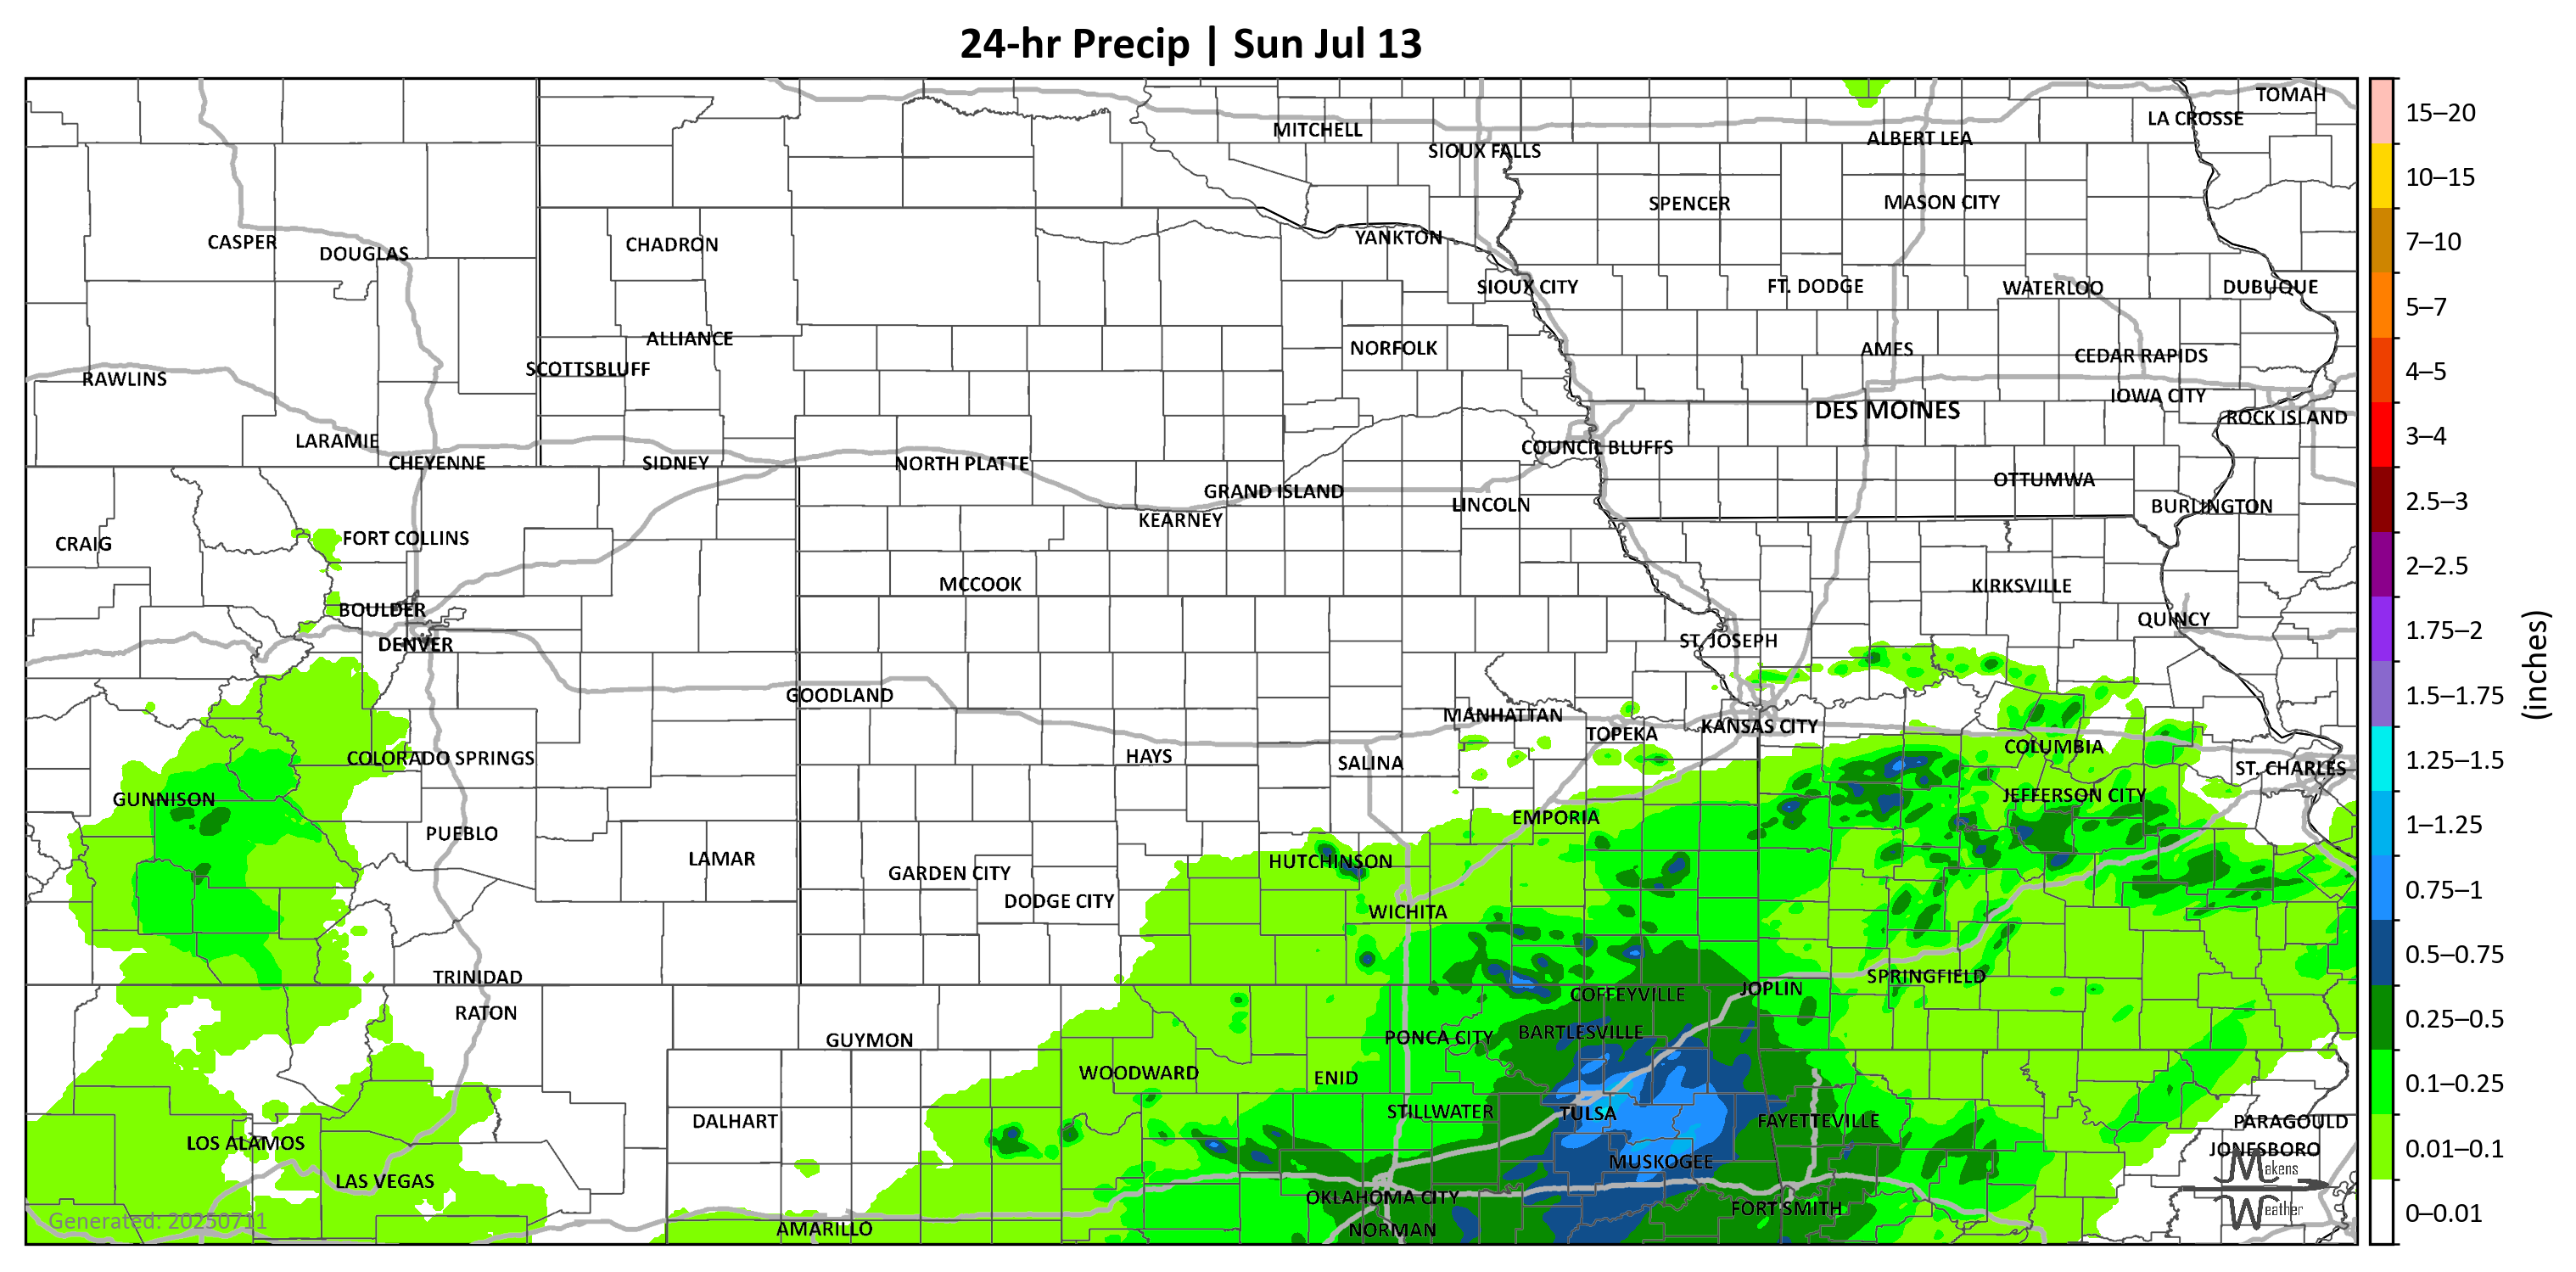 24-hr Precip | Sun Jul 13
TOMAH
LA CROSSE
MITCHELL
ALBERT LEA
SIOUX FALLS
SPENCER
MASON CITY
YANKTON
CASPER
CHADRON
DOUGLAS
SIOUX CITY
FT. DODGE
WATERLOO
DUBUQUE
ALLIANCE
NORFOLK
AMES
CEDAR RAPIDS
SCOTTSBLUFF
RAWLINS
IOWA CITY
DES MOINES
ROCK ISLAND
LARAMIE
COUNCIL BLUFFS
CHEYENNE
SIDNEY
NORTH PLATTE
OTTUMWA
GRAND ISLAND
LINCOLN
BURLINGTON
KEARNEY
CRAIG
FORT COLLINS
MCCOOK
KIRKSVILLE
BOULDER
QUINCY
DENVER
ST. JOSEPH
GOODLAND
MANHATTAN
TOPEKA
KANSAS CITY
COLUMBIA
COLORADO SPRINGS
HAYS
SALINA
ST. CHARLES
GUNNISON
JEFFERSON CITY
EMPORIA
PUEBLO
LAMAR
HUTCHINSON
GARDEN CITY
DODGE CITY
WICHITA
TRINIDAD
SPRINGFIELD
COFFEYVILLE
JOPLIN
RATON
GUYMON
PONCA CITY
BARTLESVILLE
WOODWARD
ENID
DALHART
STILLWATER
TULSA
FAYETTEVILLE
PARAGOULD
LOS ALAMOS
JONESBORO
LAS VEGAS
MUSKOGEE
OKLAHOMA CITY
FORT SMITH
AMARILLO
NORMAN
Generated: 20250711
Makens
Weather
15–20
10–15
7–10
5–7
4–5
3–4
2.5–3
2–2.5
1.75–2
1.5–1.75
1.25–1.5
1–1.25
0.75–1
0.5–0.75
0.25–0.5
0.1–0.25
0.01–0.1
0–0.01
(inches)